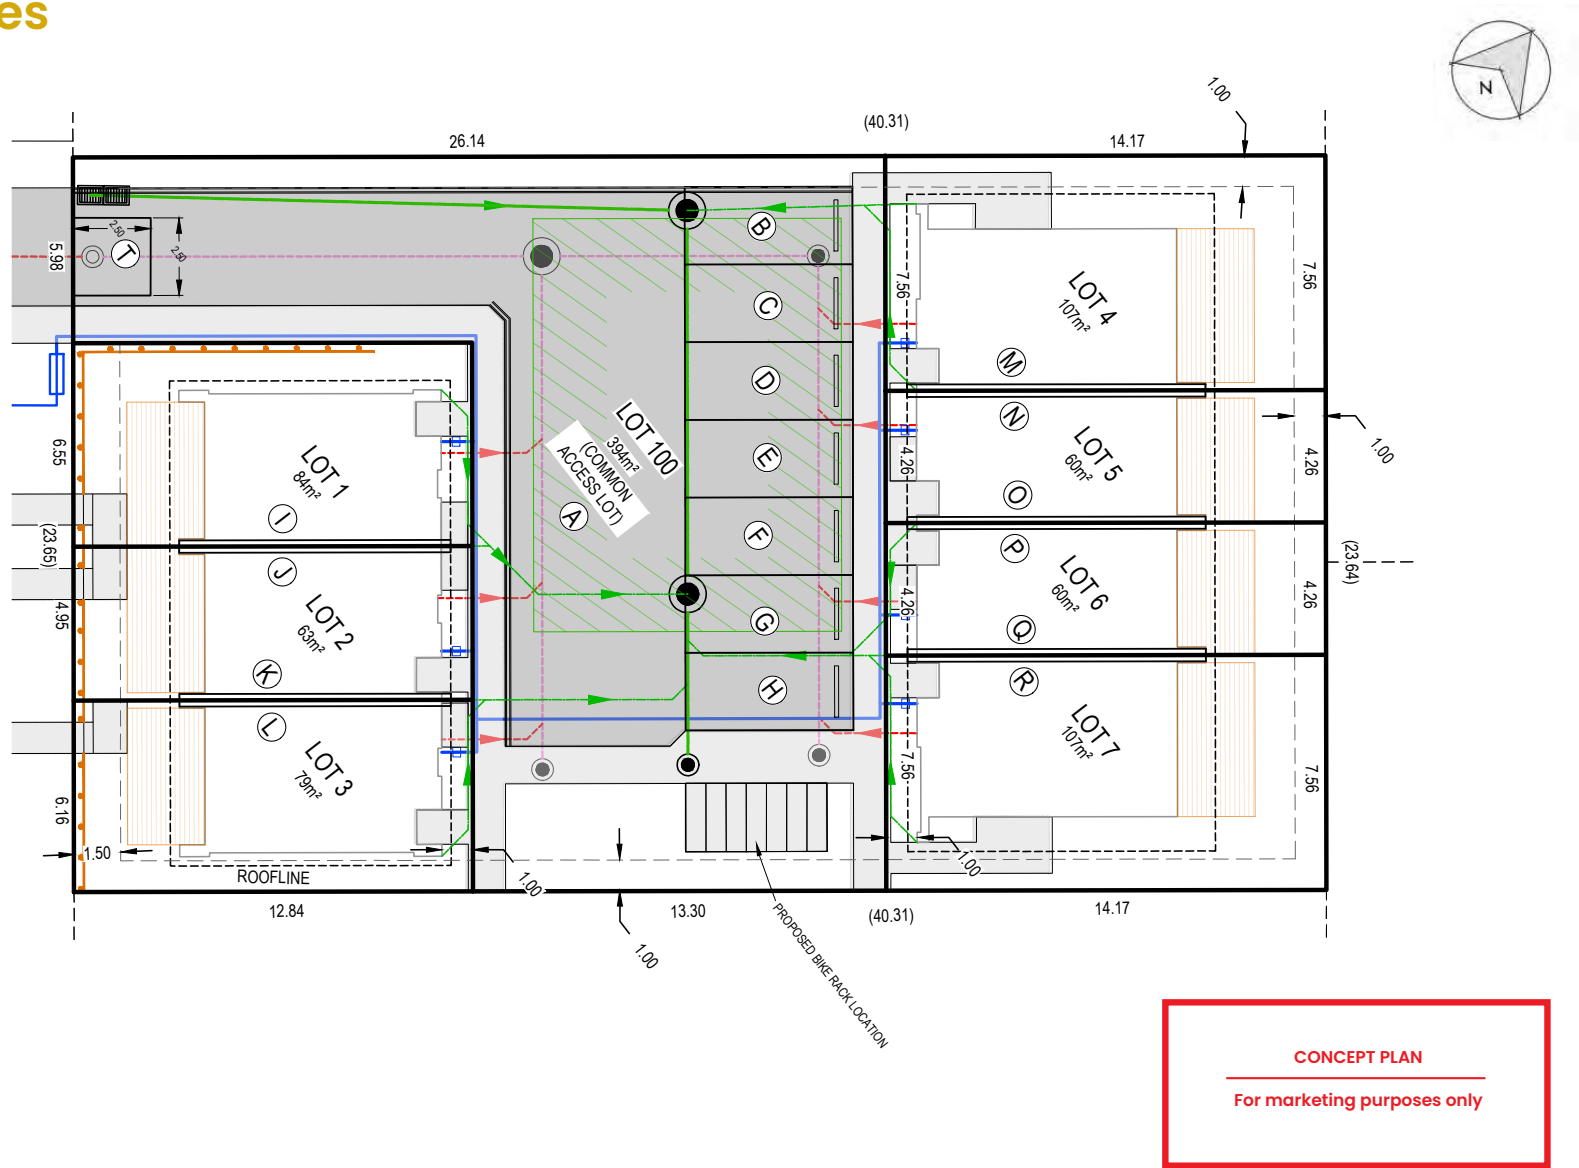 es
N
1.00
(40.31)
26.14
14.17
2.50
2.50
T
5.98
B
C
D
E
F
G
H
A
LOT 100
394m²
(COMMON
ACCESS LOT)
7.56
LOT 4
107m²
7.56
M
N
4.26
LOT 5
60m²
4.26
1.00
O
P
4.26
LOT 6
60m²
4.26
(23.64)
Q
R
7.56
LOT 7
107m²
7.56
6.55
LOT 1
84m²
I
(23.65)
J
4.95
LOT 2
63m²
K
L
LOT 3
79m²
6.16
1.50
ROOFLINE
1.00
1.00
12.84
13.30
(40.31)
14.17
1.00
PROPOSED BIKE RACK LOCATION
CONCEPT PLAN
For marketing purposes only